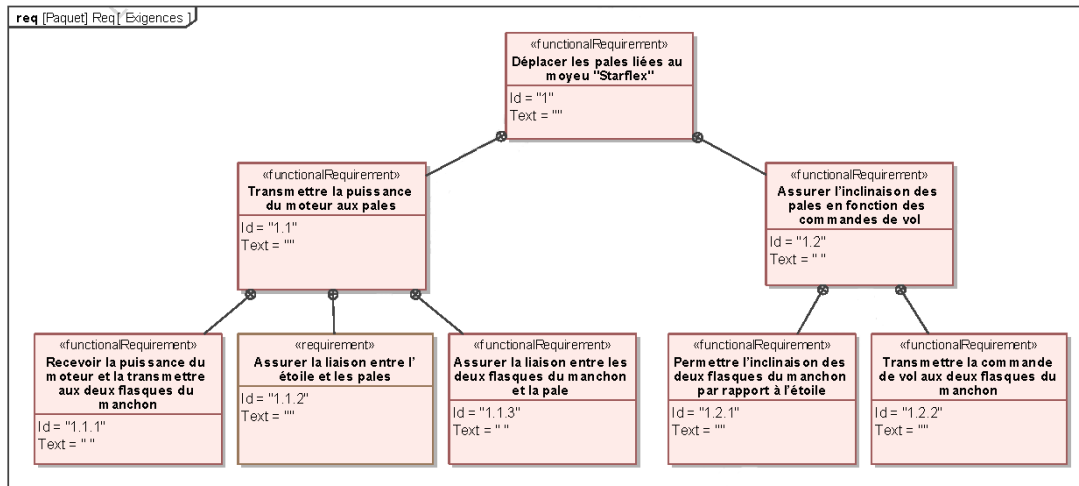 req [Paquet] Req[ Exigences ]
«functionalRequirement»
Déplacer les pales liées au
moyeu "Starflex"
Id = "1"
Text = ""
«functionalRequirement»
Transmettre la puissance
du moteur aux pales
Id = "1.1"
Text = ""
«functionalRequirement»
Assurer l'inclinaison des
pales en fonction des
commandes de vol
Id = "1.2"
Text = " "
«functionalRequirement»
Recevoir la puissance du
moteur et la transmettre
aux deux flasques du
manchon
Id = "1.1.1"
Text = " "
«requirement»
Assurer la liaison entre l'
étoile et les pales
Id = "1.1.2"
Text = ""
«functionalRequirement»
Assurer la liaison entre les
deux flasques du manchon
et la pale
Id = "1.1.3"
Text = " "
«functionalRequirement»
Permettre l'inclinaison des
deux flasques du manchon
par rapport à l'étoile
Id = "1.2.1"
Text = ""
«functionalRequirement»
Transmettre la commande
de vol aux deux flasques du
manchon
Id = "1.2.2"
Text = ""